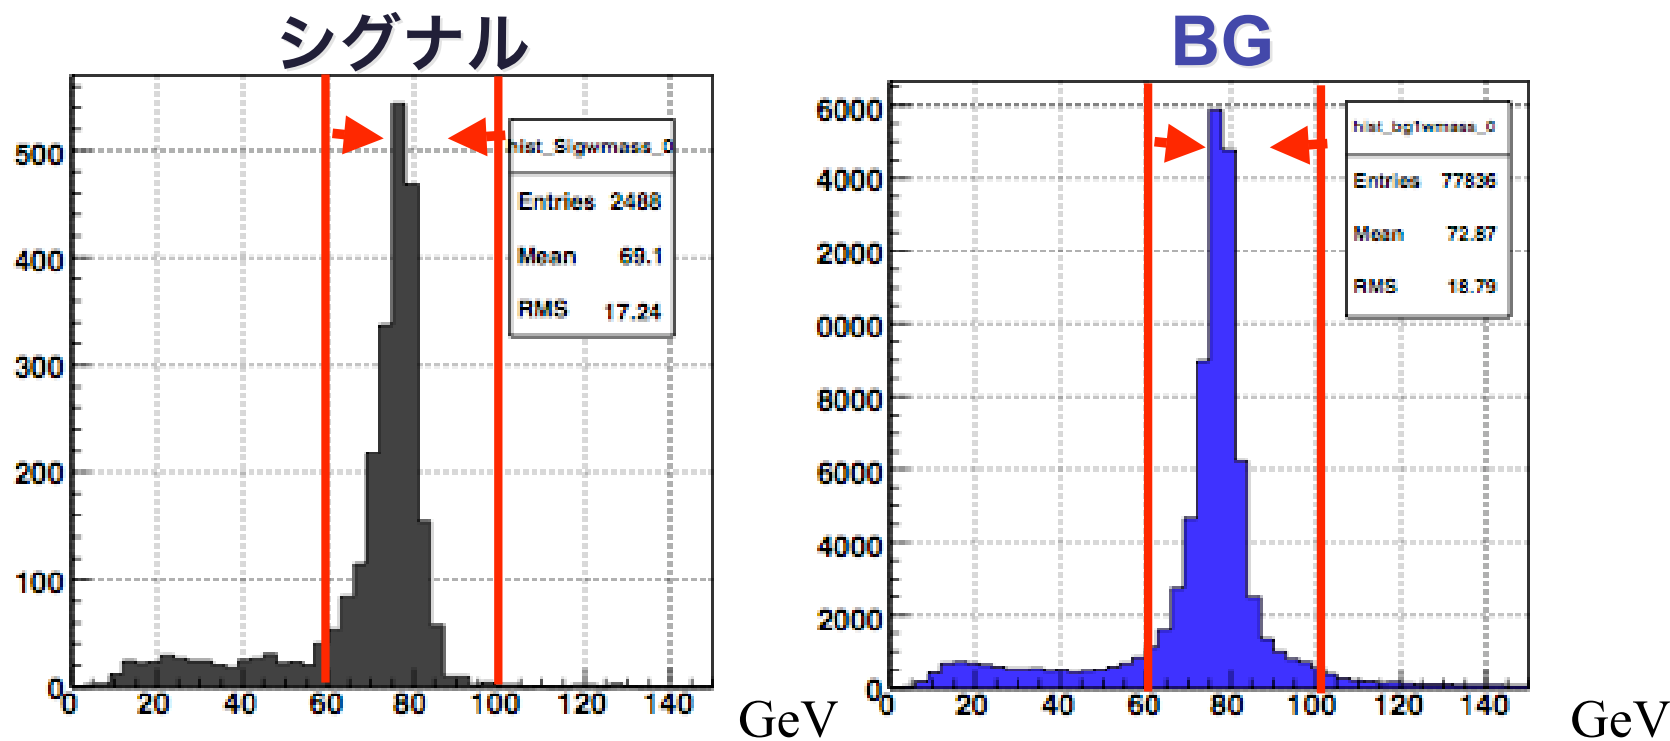 シグナル
500
400
300
200
100
0
0 20 40 60 80 100 120 140
GeV
hist_Sigwmass_0
Entries 2488
Mean 69.1
RMS 17.24
BG
6000
4000
2000
0000
8000
6000
4000
2000
0
0 20 40 60 80 100 120 140
GeV
hist_bg1wmass_0
Entries 77836
Mean 72.87
RMS 18.79